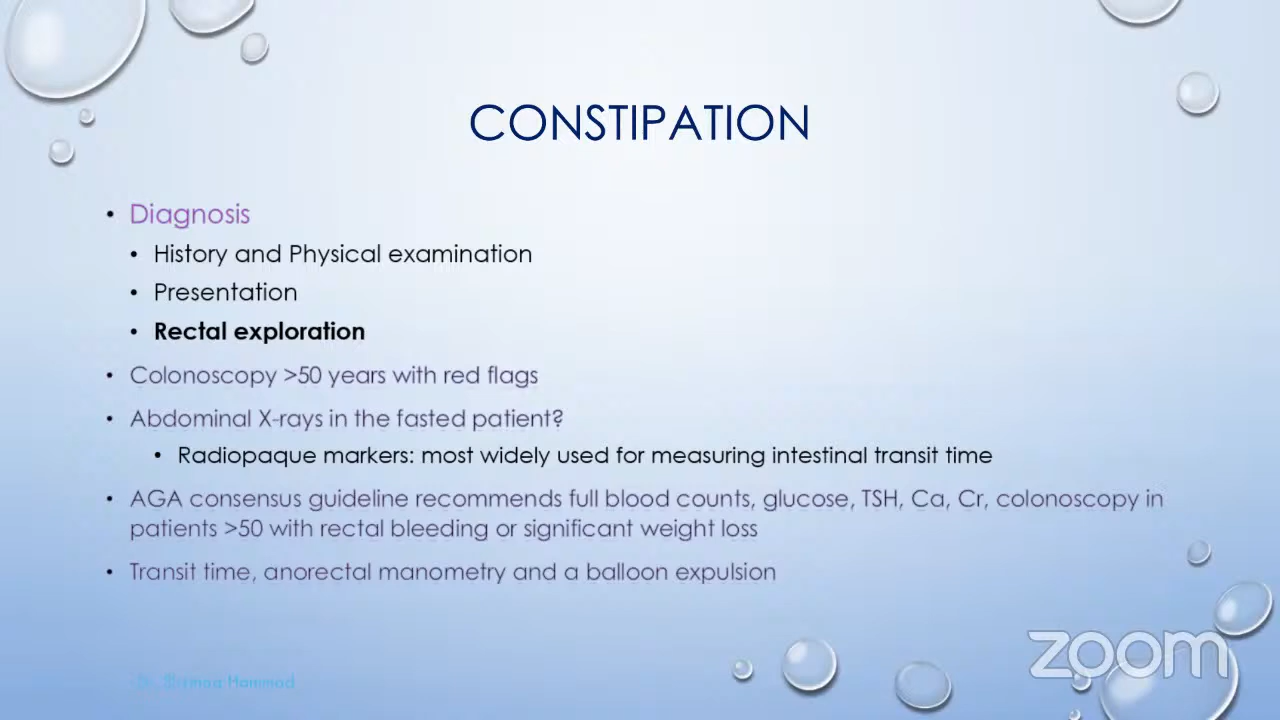 CONSTIPATION
• Diagnosis
• History and Physical examination
• Presentation
• Rectal exploration
• Colonoscopy >50 years with red flags
• Abdominal X-rays in the fasted patient?
• Radiopaque markers: most widely used for measuring intestinal transit time
• AGA consensus guideline recommends full blood counts, glucose, TSH, Ca, Cr, colonoscopy in
patients >50 with rectal bleeding or significant weight loss
• Transit time, anorectal manometry and a balloon expulsion
zoom
Hammad